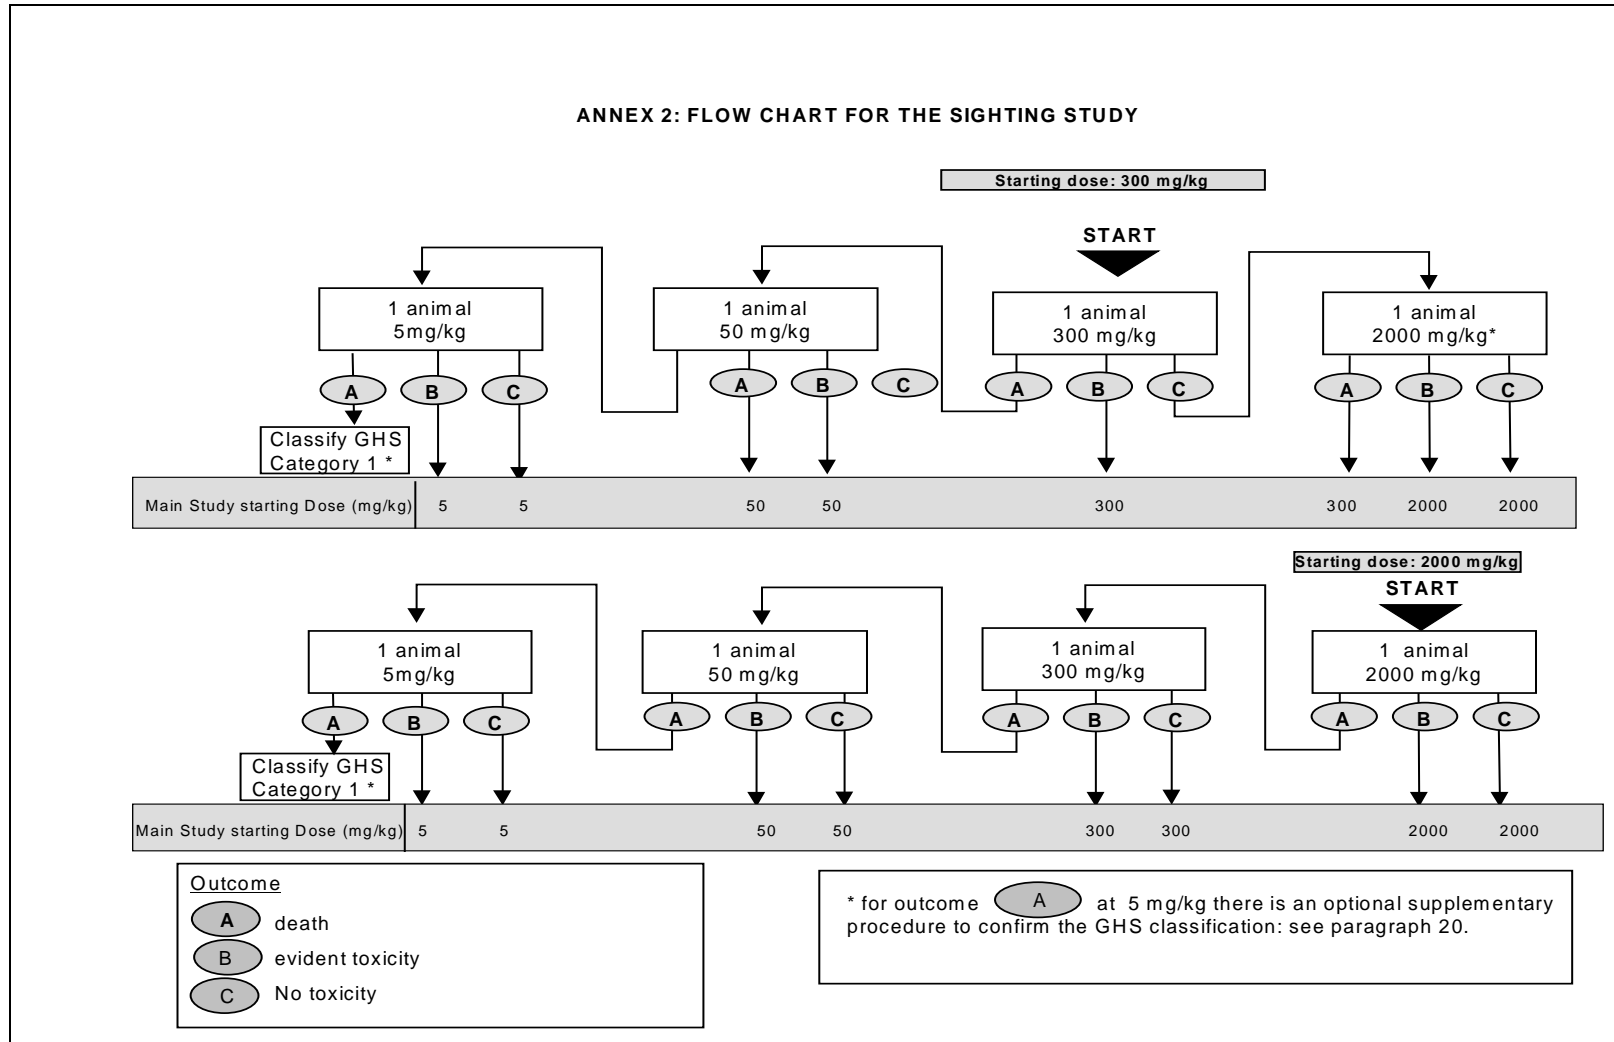 ANNEX 2: FLOW CHART FOR THE SIGHTING STUDY
Starting dose: 300 mg/kg
START
1 animal
5mg/kg
1 animal
50 mg/kg
1 animal
300 mg/kg
1 animal
2000 mg/kg*
A B C A B C A B C A B C
Classify GHS
Category 1 *
Main Study starting Dose (mg/kg) 5 5 50 50 300 300 2000 2000
Starting dose: 2000 mg/kg
START
1 animal
5mg/kg
1 animal
50 mg/kg
1 animal
300 mg/kg
1 animal
2000 mg/kg
A B C A B C A B C A B C
Classify GHS
Category 1 *
Main Study starting Dose (mg/kg) 5 5 50 50 300 300 2000 2000
Outcome
A death
B evident toxicity
C No toxicity
* for outcome A at 5 mg/kg there is an optional supplementary
procedure to confirm the GHS classification: see paragraph 20.